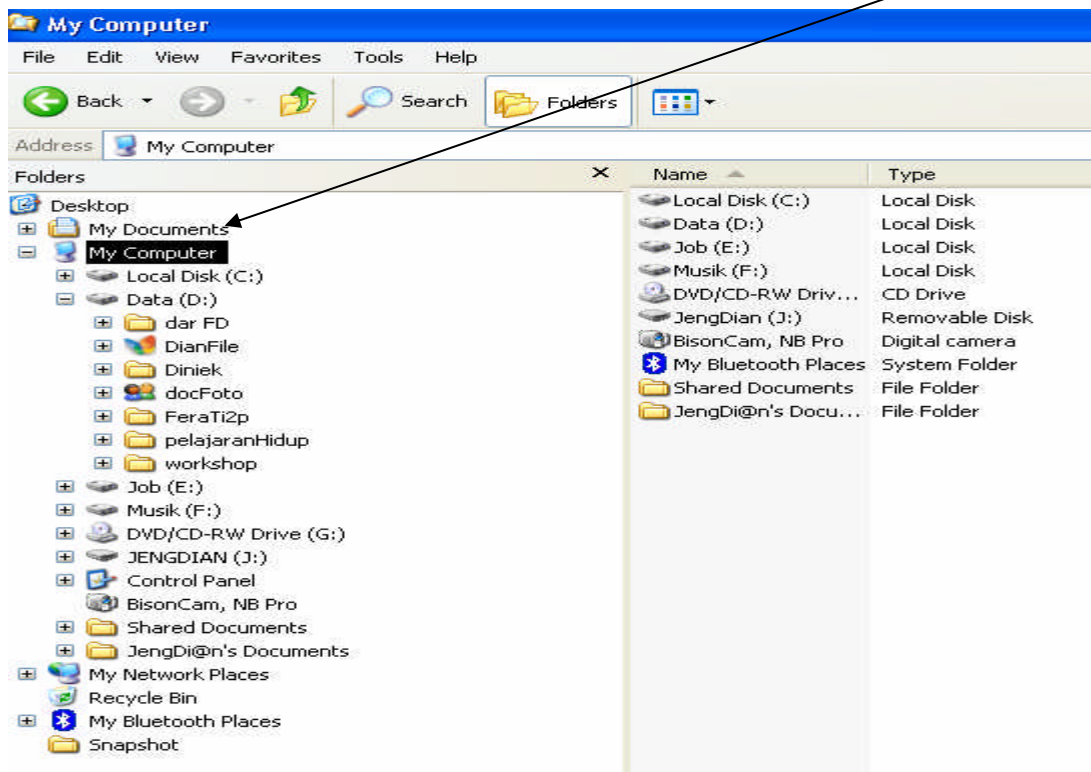 My Computer
File Edit View Favorites Tools Help
Back Search Folders
Address My Computer
Folders
Desktop
My Documents
My Computer
Local Disk (C:)
Data (D:)
dar FD
DianFile
Diniek
docFoto
FeraTi2p
pelajaranHidup
workshop
Job (E:)
Musik (F:)
DVD/CD-RW Drive (G:)
JENGDIAN (J:)
Control Panel
BisonCam, NB Pro
Shared Documents
JengDi@n's Documents
My Network Places
Recycle Bin
My Bluetooth Places
Snapshot
Name Type
Local Disk (C:) Local Disk
Data (D:) Local Disk
Job (E:) Local Disk
Musik (F:) Local Disk
DVD/CD-RW Driv... CD Drive
JengDian (J:) Removable Disk
BisonCam, NB Pro Digital camera
My Bluetooth Places System Folder
Shared Documents File Folder
JengDi@n's Docu... File Folder